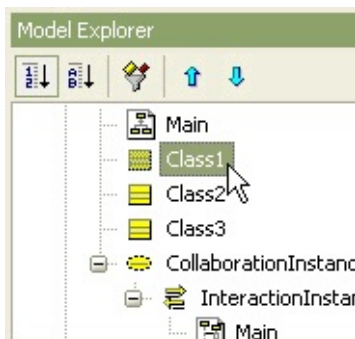 Model Explorer
Main
Class1
Class2
Class3
CollaborationInstanc
InteractionInstar
Main